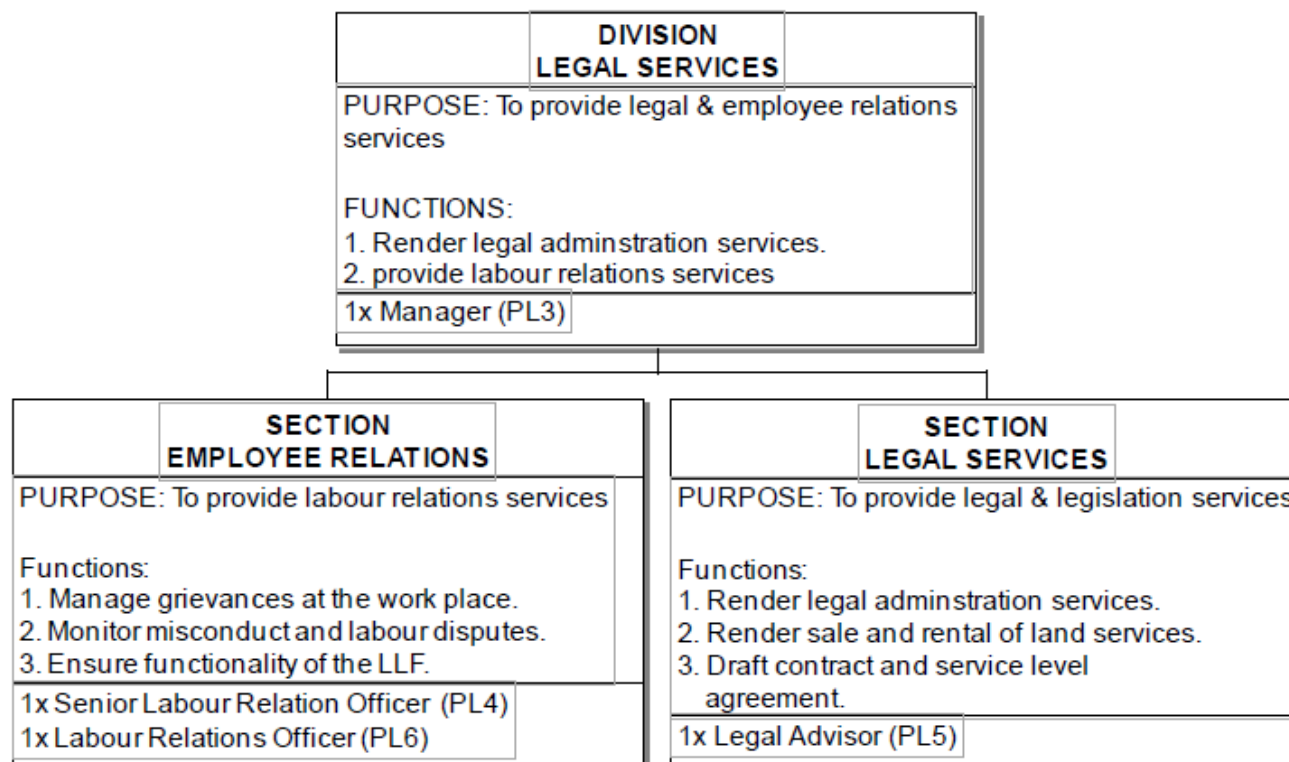 DIVISION
LEGAL SERVICES
PURPOSE: To provide legal & employee relations
services
FUNCTIONS:
1. Render legal adminstration services.
2. provide labour relations services
1x Manager (PL3)
SECTION
EMPLOYEE RELATIONS
PURPOSE: To provide labour relations services
Functions:
1. Manage grievances at the work place.
2. Monitor misconduct and labour disputes.
3. Ensure functionality of the LLF.
1x Senior Labour Relation Officer (PL4)
1x Labour Relations Officer (PL6)
SECTION
LEGAL SERVICES
PURPOSE: To provide legal & legislation services
Functions:
1. Render legal adminstration services.
2. Render sale and rental of land services.
3. Draft contract and service level
agreement.
1x Legal Advisor (PL5)